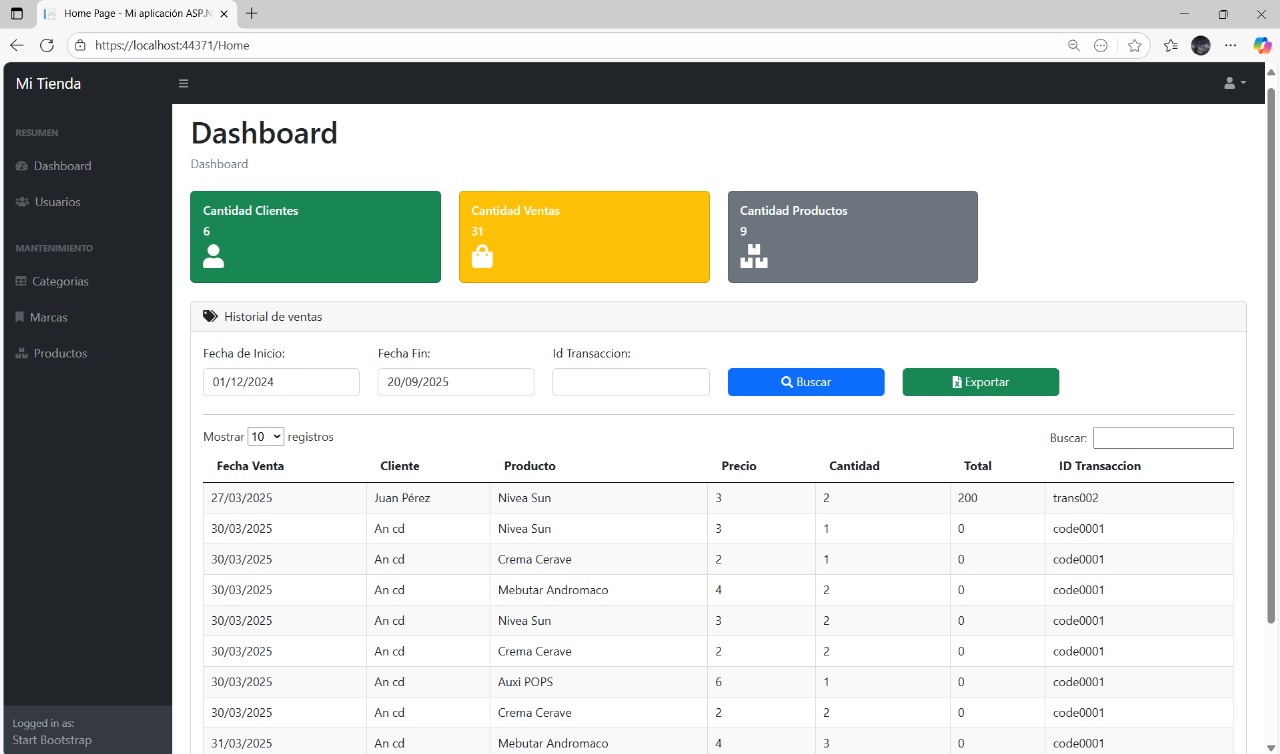 Home Page - Mi aplicación ASP.N
https://localhost:44371/Home
Mi Tienda
RESUMEN
Dashboard
Usuarios
MANTENIMIENTO
Categorias
Marcas
Productos
Logged in as:
Start Bootstrap
Dashboard
Dashboard
Cantidad Clientes
6
Cantidad Ventas
31
Cantidad Productos
9
Historial de ventas
Fecha de Inicio: Fecha Fin: Id Transaccion:
01/12/2024 20/09/2025 Buscar Exportar
Mostrar 10 registros Buscar:
Fecha Venta Cliente Producto Precio Cantidad Total ID Transaccion
27/03/2025 Juan Pérez Nivea Sun 3 2 200 trans002
30/03/2025 An cd Nivea Sun 3 1 0 code0001
30/03/2025 An cd Crema Cerave 2 1 0 code0001
30/03/2025 An cd Mebutar Andromaco 4 2 0 code0001
30/03/2025 An cd Nivea Sun 3 2 0 code0001
30/03/2025 An cd Crema Cerave 2 2 0 code0001
30/03/2025 An cd Auxi POPS 6 1 0 code0001
30/03/2025 An cd Crema Cerave 2 2 0 code0001
31/03/2025 An cd Mebutar Andromaco 4 3 0 code0001